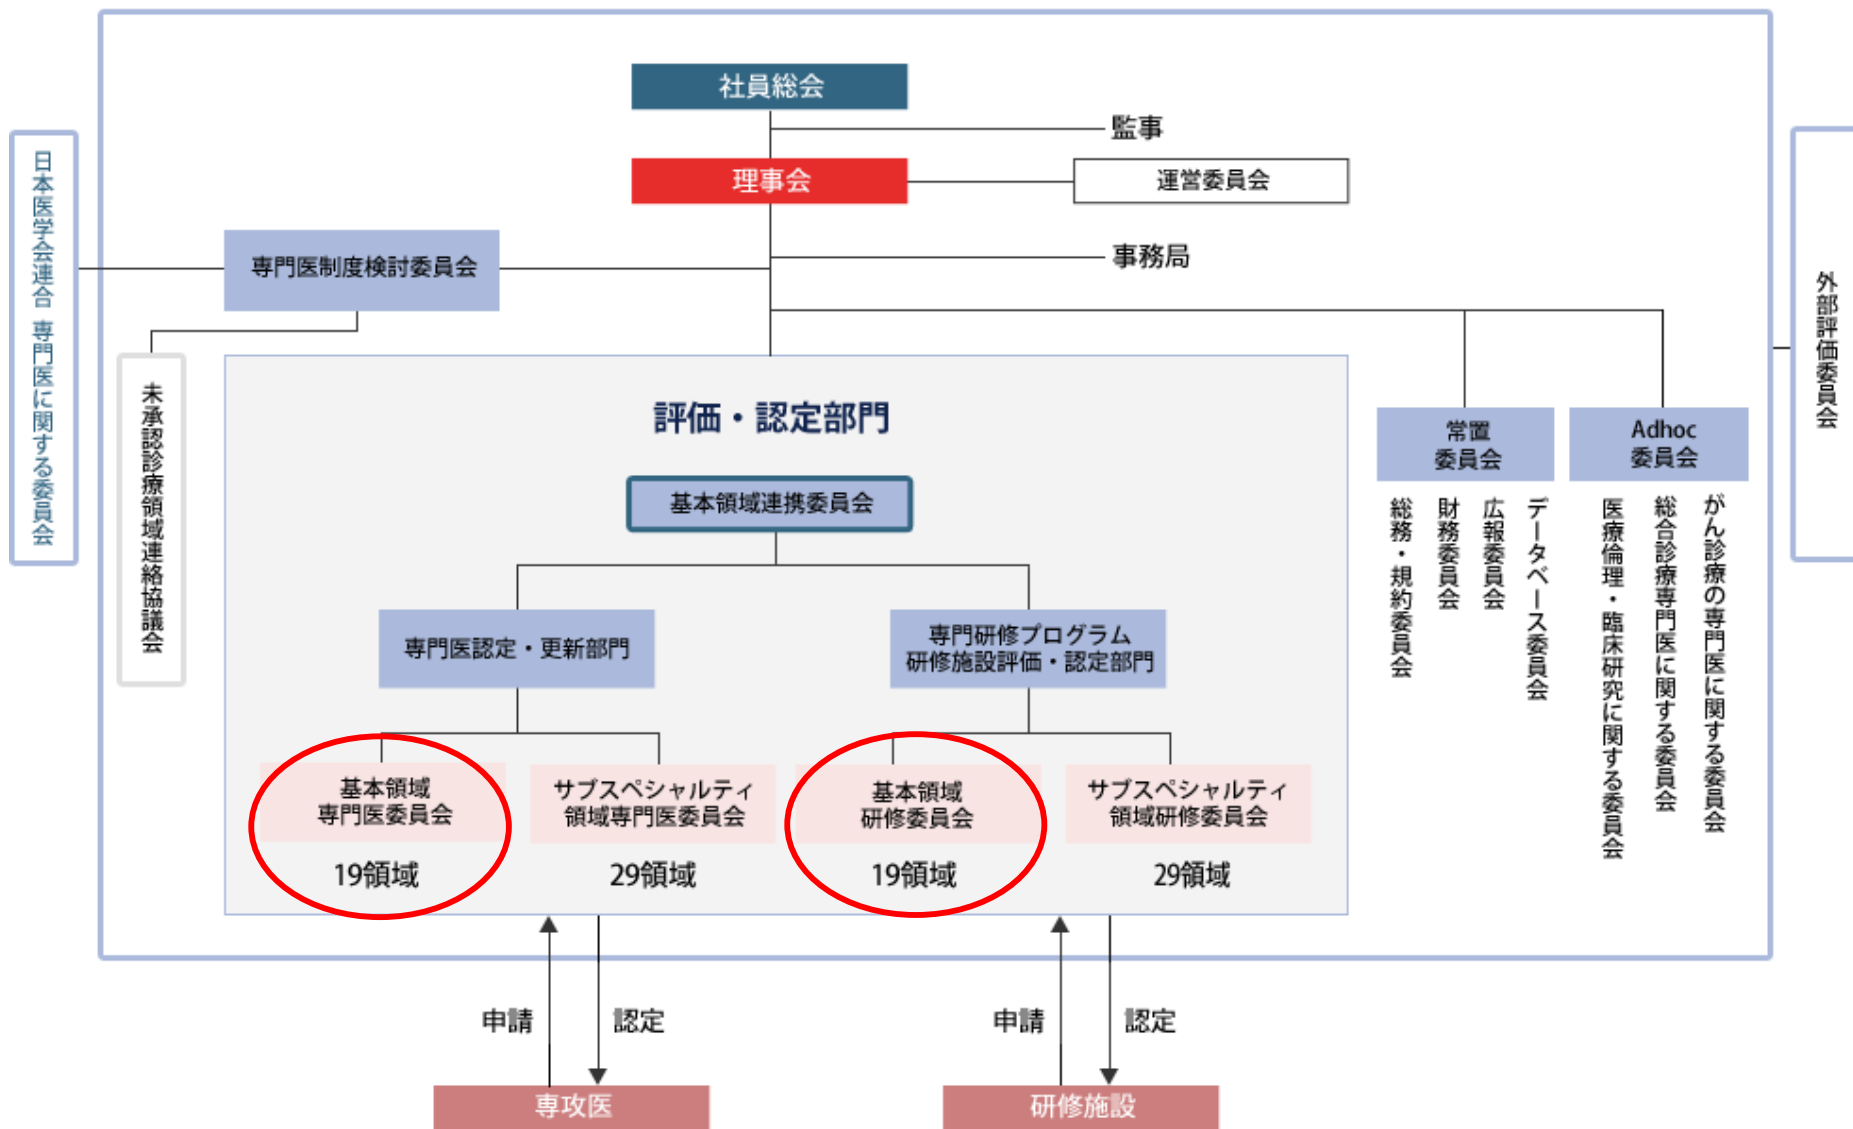 社員総会
監事
理事会
運営委員会
専門医制度検討委員会
事務局
日本医学会連合 専門医に関する委員会
外部評価委員会
未承認診療領域連絡協議会
評価・認定部門
基本領域連携委員会
専門医認定・更新部門
専門研修プログラム
研修施設評価・認定部門
基本領域
専門医委員会
19領域
サブスペシャルティ
領域専門医委員会
29領域
基本領域
研修委員会
19領域
サブスペシャルティ
領域研修委員会
29領域
常置
委員会
総務・規約委員会
財務委員会
広報委員会
データベース委員会
Adhoc
委員会
医療倫理・臨床研究に関する委員会
総合診療専門医に関する委員会
がん診療の専門医に関する委員会
申請
認定
申請
認定
専攻医
研修施設